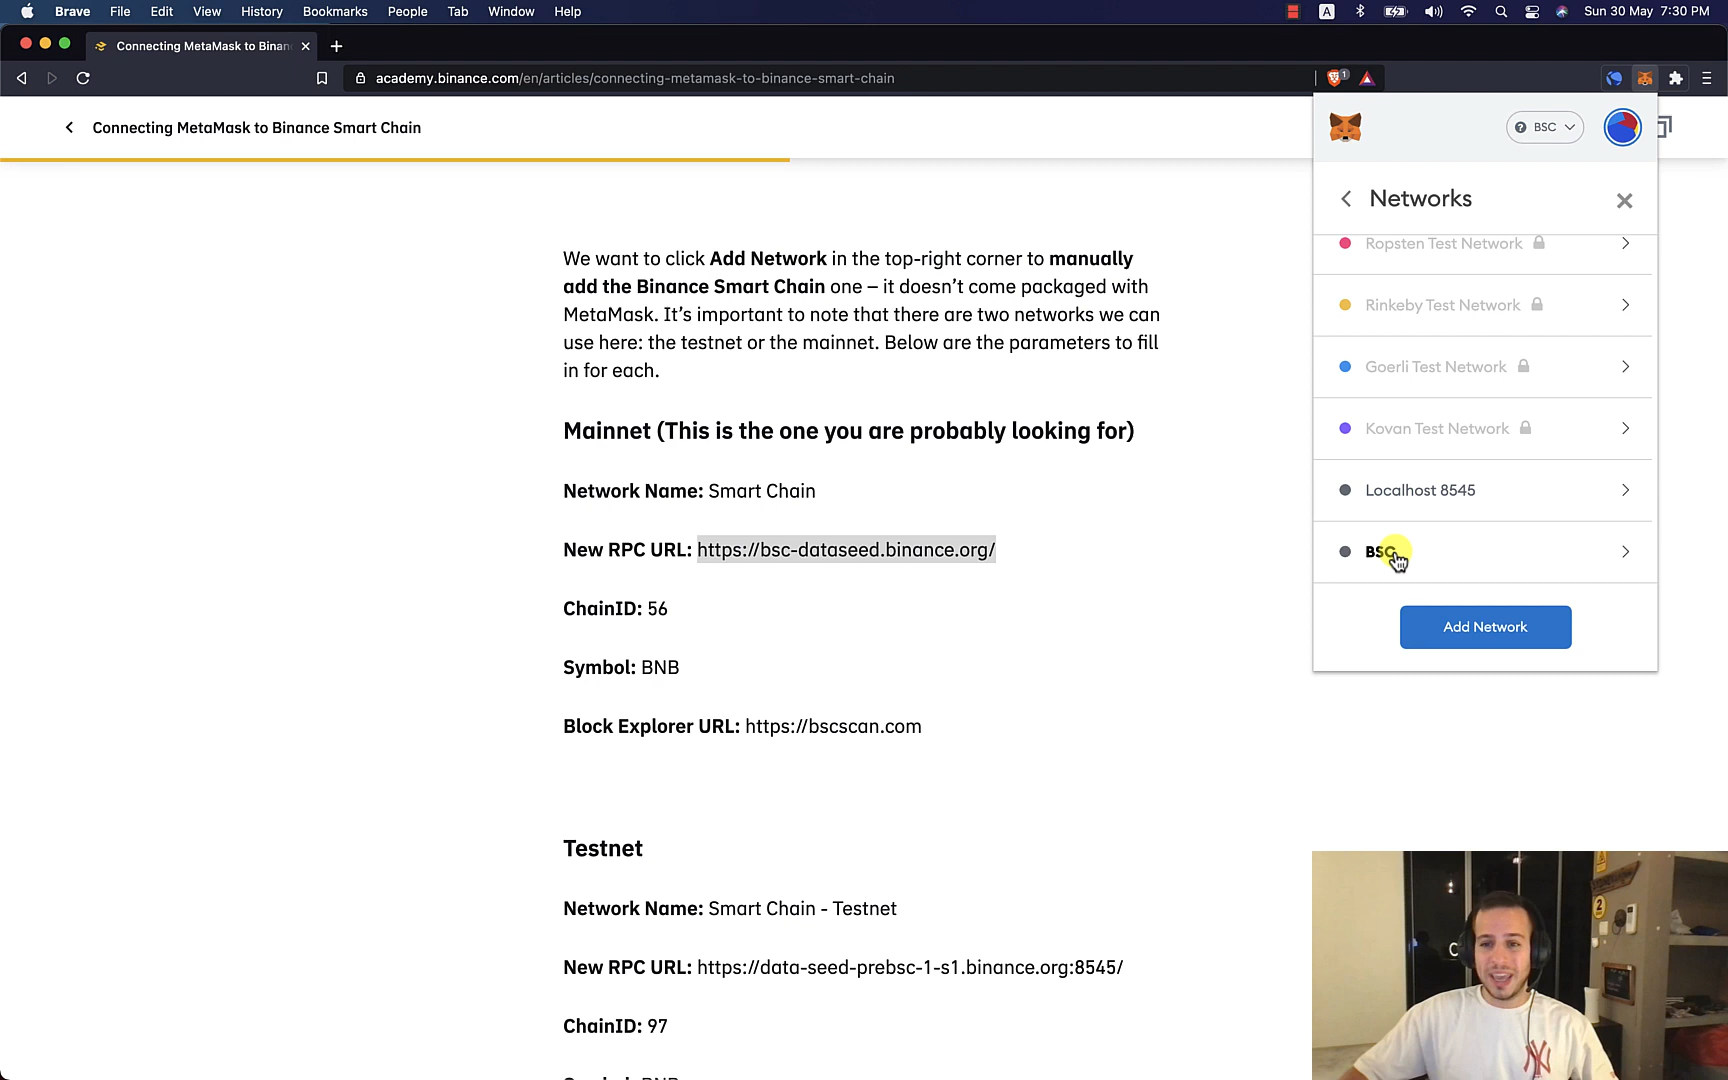 Brave File Edit View History Bookmarks People Tab Window Help
A
Sun 30 May 7:30 PM
Connecting MetaMask to Binan
academy.binance.com/en/articles/connecting-metamask-to-binance-smart-chain
1
Connecting MetaMask to Binance Smart Chain
BSC
Networks
Ropsten Test Network
Rinkeby Test Network
Goerli Test Network
Kovan Test Network
Localhost 8545
BSC
Add Network
We want to click Add Network in the top-right corner to manually
add the Binance Smart Chain one – it doesn’t come packaged with
MetaMask. It’s important to note that there are two networks we can
use here: the testnet or the mainnet. Below are the parameters to fill
in for each.
Mainnet (This is the one you are probably looking for)
Network Name: Smart Chain
New RPC URL: https://bsc-dataseed.binance.org/
ChainID: 56
Symbol: BNB
Block Explorer URL: https://bscscan.com
Testnet
Network Name: Smart Chain - Testnet
New RPC URL: https://data-seed-prebsc-1-s1.binance.org:8545/
ChainID: 97
2
NY